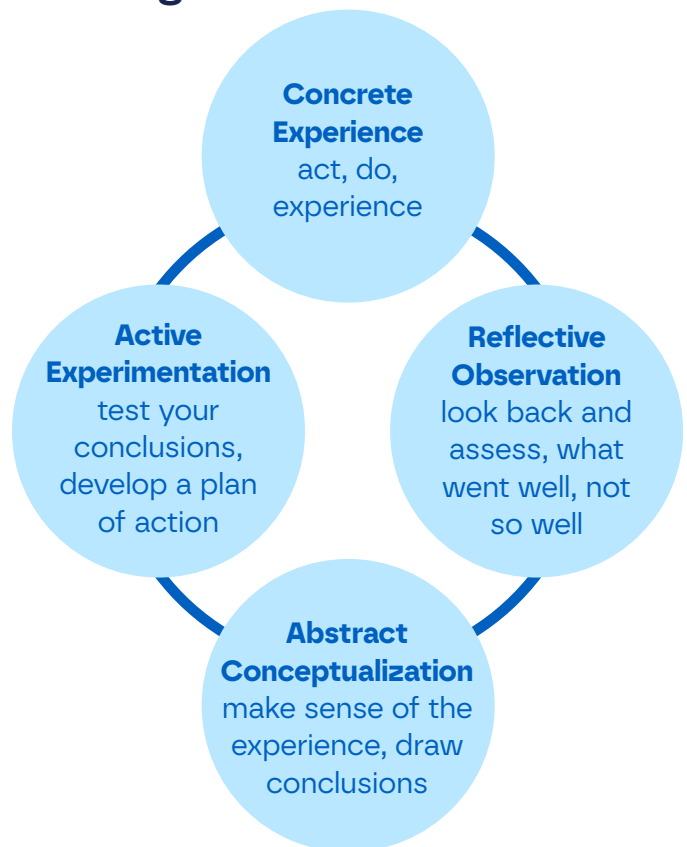 Concrete
Experience
act, do,
experience
Reflective
Observation
look back and
assess, what
went well, not
so well
Abstract
Conceptualization
make sense of the
experience, draw
conclusions
Active
Experimentation
test your
conclusions,
develop a plan
of action